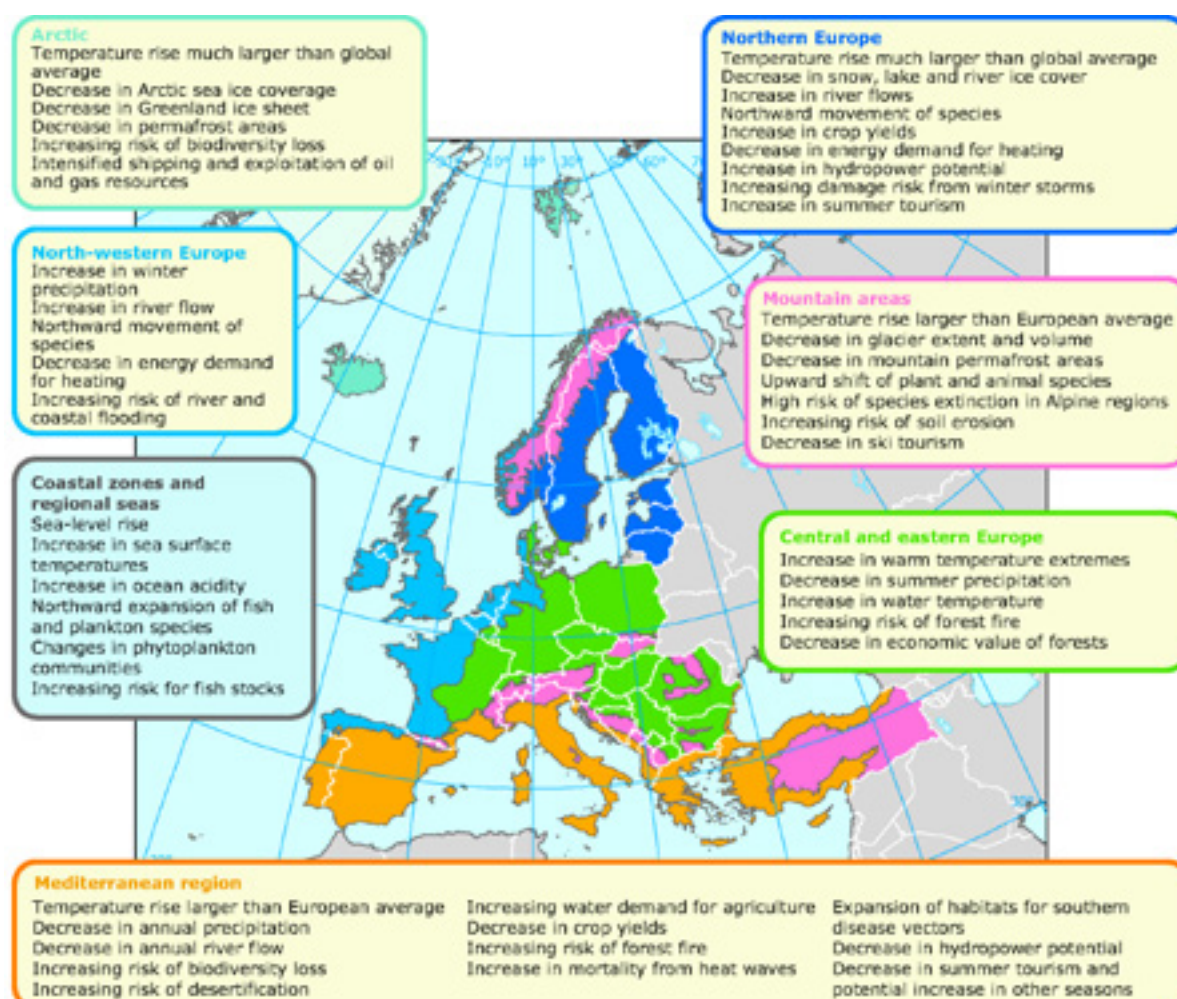 Arctic
Temperature rise much larger than global
average
Decrease in Arctic sea ice coverage
Decrease in Greenland ice sheet
Decrease in permafrost areas
Increasing risk of biodiversity loss
Intensified shipping and exploitation of oil
and gas resources
Northern Europe
Temperature rise much larger than global average
Decrease in snow, lake and river ice cover
Increase in river flows
Northward movement of species
Increase in crop yields
Decrease in energy demand for heating
Increase in hydropower potential
Increasing damage risk from winter storms
Increase in summer tourism
10° 10° 30° 50° 60°
North-western Europe
Increase in winter
precipitation
Increase in river flow
Northward movement of
species
Decrease in energy demand
for heating
Increasing risk of river and
coastal flooding
Mountain areas
Temperature rise larger than European average
Decrease in glacier extent and volume
Decrease in mountain permafrost areas
Upward shift of plant and animal species
High risk of species extinction in Alpine regions
Increasing risk of soil erosion
Decrease in ski tourism
Coastal zones and
regional seas
Sea-level rise
Increase in sea surface
temperatures
Increase in ocean acidity
Northward expansion of fish
and plankton species
Changes in phytoplankton
communities
Increasing risk for fish stocks
Central and eastern Europe
Increase in warm temperature extremes
Decrease in summer precipitation
Increase in water temperature
Increasing risk of forest fire
Decrease in economic value of forests
Mediterranean region
Temperature rise larger than European average
Decrease in annual precipitation
Decrease in annual river flow
Increasing risk of biodiversity loss
Increasing risk of desertification
Increasing water demand for agriculture
Decrease in crop yields
Increasing risk of forest fire
Increase in mortality from heat waves
Expansion of habitats for southern
disease vectors
Decrease in hydropower potential
Decrease in summer tourism and
potential increase in other seasons